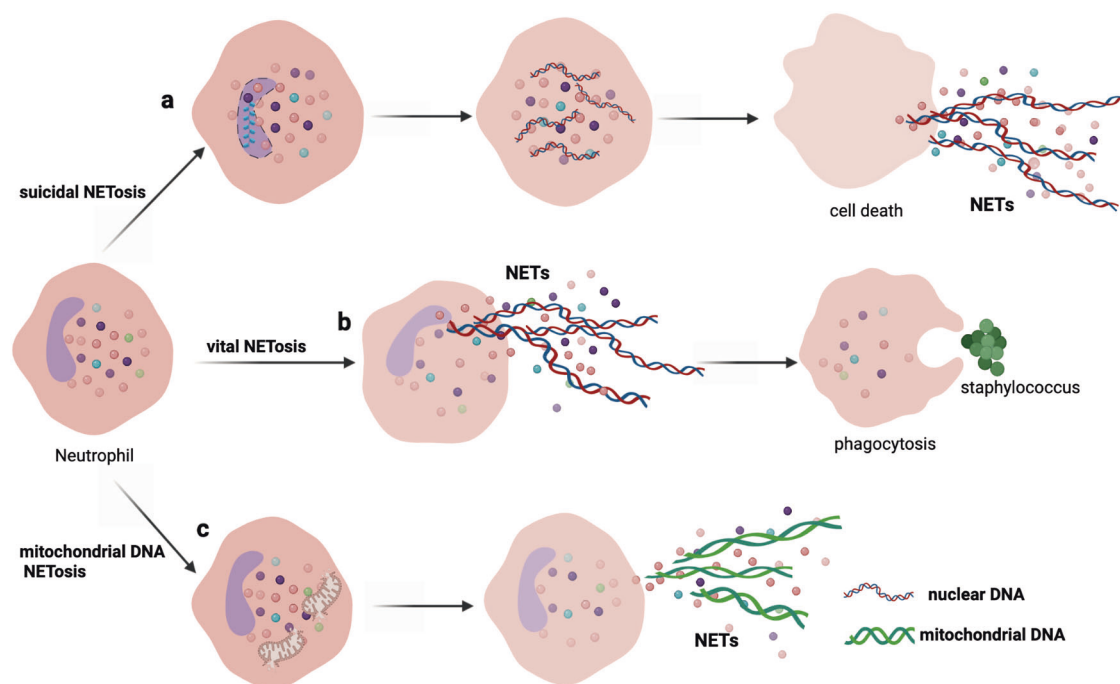 a
suicidal NETosis
cell death
NETs
NETs
b
vital NETosis
staphylococcus
Neutrophil
phagocytosis
c
mitochondrial DNA
NETosis
nuclear DNA
NETs
mitochondrial DNA